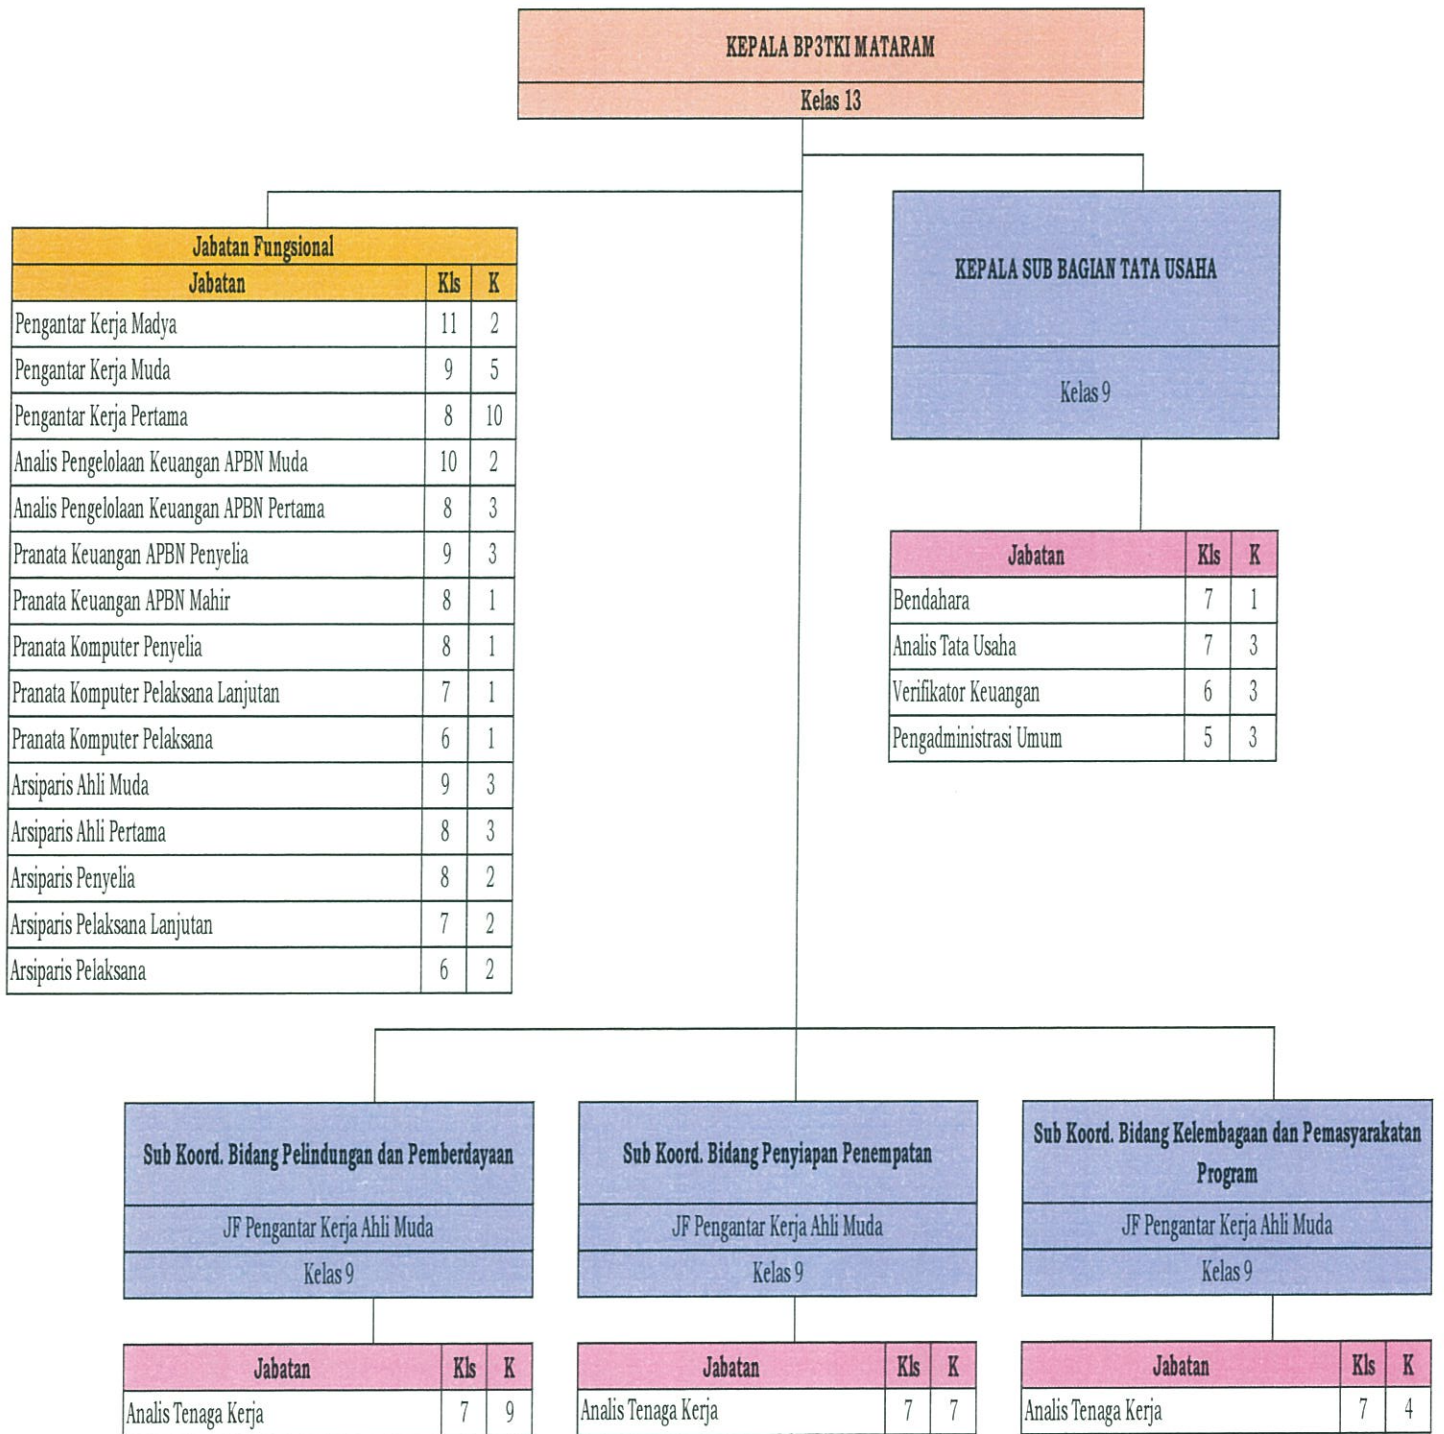 KEPALA BP3TKI MATARAM
Kelas 13
Jabatan Fungsional
Jabatan Kls K
Pengantar Kerja Madya 11 2
Pengantar Kerja Muda 9 5
Pengantar Kerja Pertama 8 10
Analis Pengelolaan Keuangan APBN Muda 10 2
Analis Pengelolaan Keuangan APBN Pertama 8 3
Pranata Keuangan APBN Penyelia 9 3
Pranata Keuangan APBN Mahir 8 1
Pranata Komputer Penyelia 8 1
Pranata Komputer Pelaksana Lanjutan 7 1
Pranata Komputer Pelaksana 6 1
Arsiparis Ahli Muda 9 3
Arsiparis Ahli Pertama 8 3
Arsiparis Penyelia 8 2
Arsiparis Pelaksana Lanjutan 7 2
Arsiparis Pelaksana 6 2
KEPALA SUB BAGIAN TATA USAHA
Kelas 9
Jabatan Kls K
Bendahara 7 1
Analis Tata Usaha 7 3
Verifikator Keuangan 6 3
Pengadministrasi Umum 5 3
Sub Koord. Bidang Pelindungan dan Pemberdayaan
JF Pengantar Kerja Ahli Muda
Kelas 9
Jabatan Kls K
Analis Tenaga Kerja 7 9
Sub Koord. Bidang Penyiapan Penempatan
JF Pengantar Kerja Ahli Muda
Kelas 9
Jabatan Kls K
Analis Tenaga Kerja 7 7
Sub Koord. Bidang Kelembagaan dan Pemasyarakatan
Program
JF Pengantar Kerja Ahli Muda
Kelas 9
Jabatan Kls K
Analis Tenaga Kerja 7 4